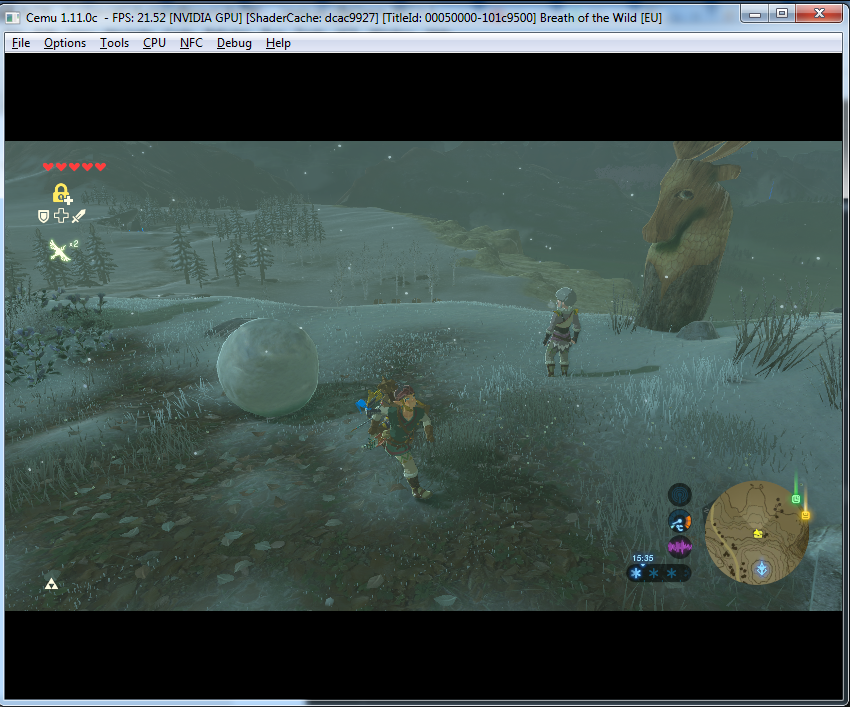 Cemu 1.11.0c - FPS: 21.52 [NVIDIA GPU] [ShaderCache: dcac9927] [TitleId: 00050000-101c9500] Breath of the Wild [EU]
File Options Tools CPU NFC Debug Help
x2
15:35